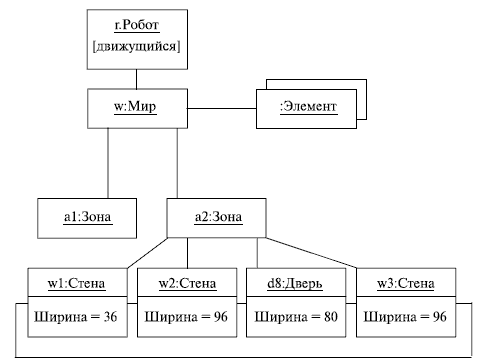 r.Робот
[движущийся]
w:Мир
:Элемент
a1:Зона
a2:Зона
w1:Стена
w2:Стена
d8:Дверь
w3:Стена
Ширина = 36
Ширина = 96
Ширина = 80
Ширина = 96